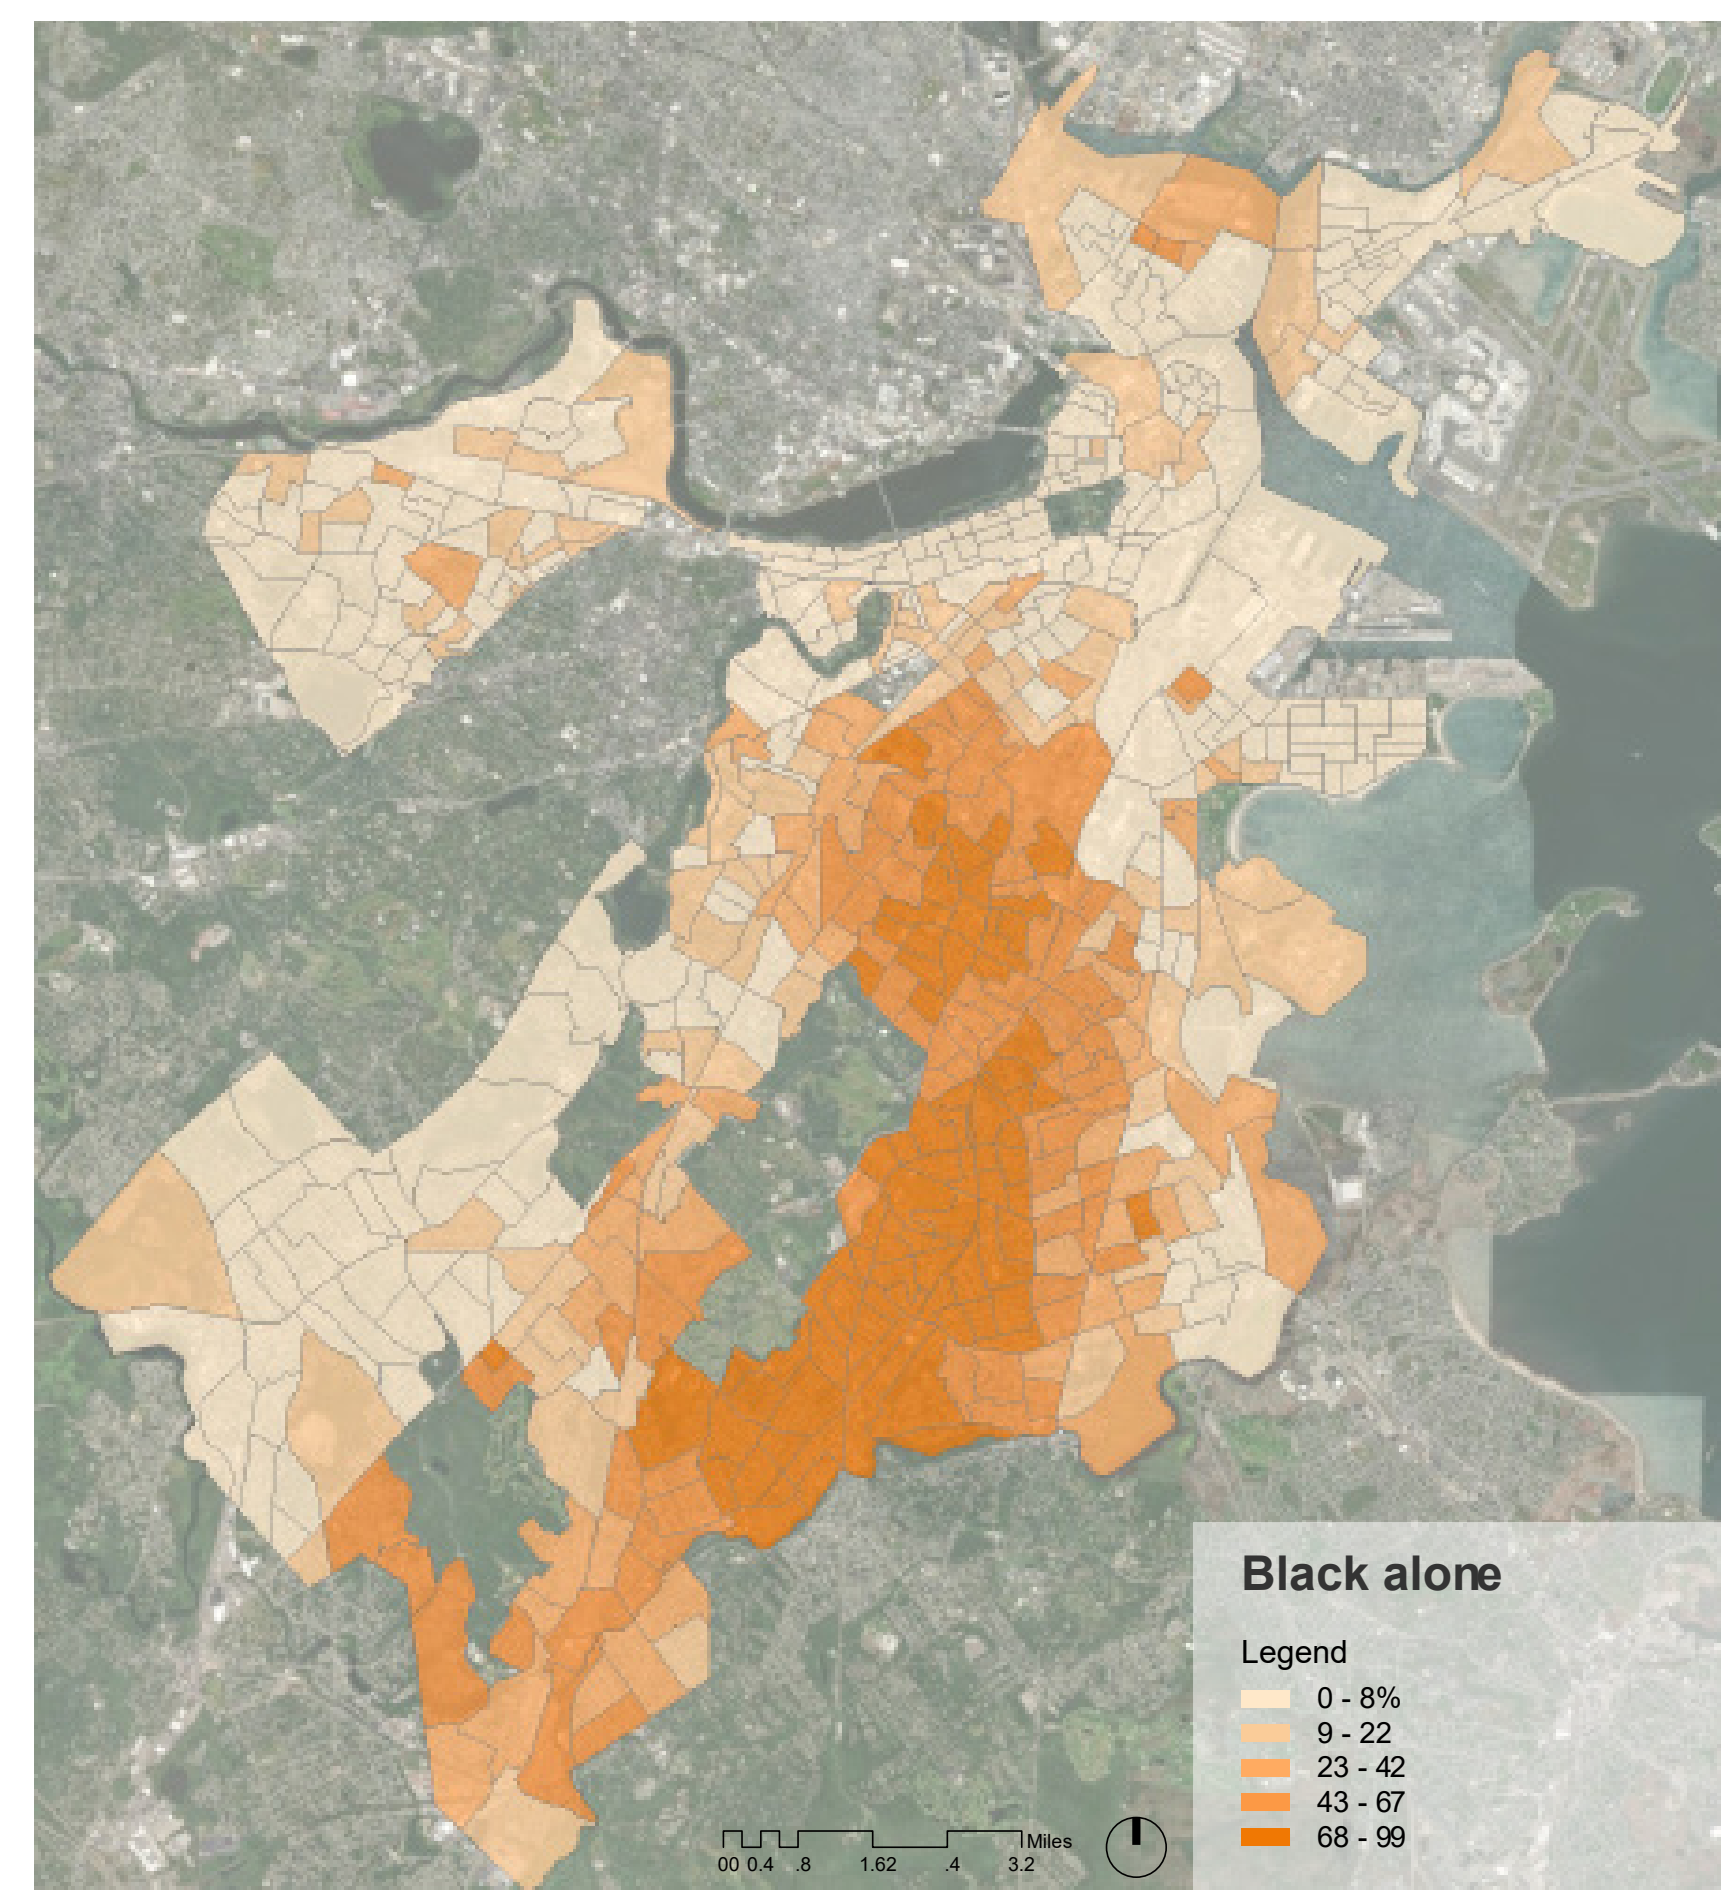 Black alone
Legend
0 - 8%
9 - 22
23 - 42
43 - 67
68 - 99
Miles
00 0.4 .8 1.62 .4 3.2